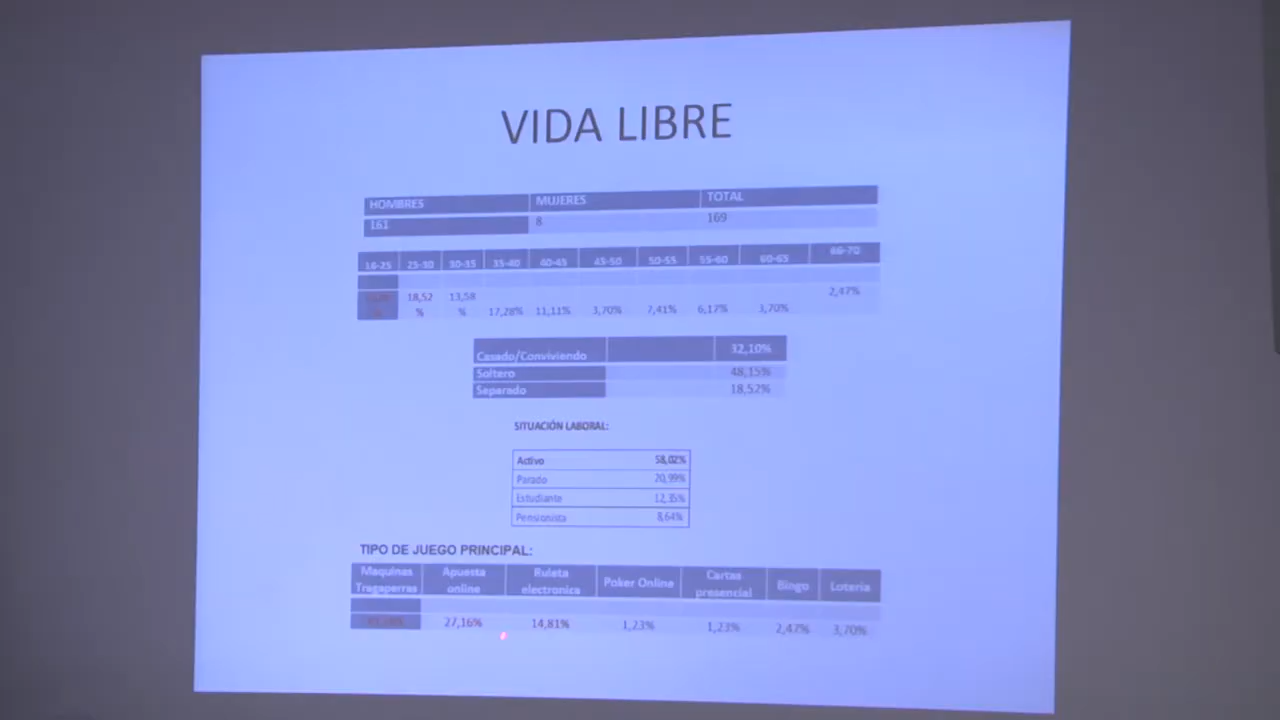 VIDA LIBRE
HOMBRES MUJERES TOTAL
161 8 169
16-25 25-30 30-35 35-40 40-45 45-50 50-55 55-60 60-65 66-70
18,52 % 13,58 % 17,28% 11,11% 3,70% 7,41% 6,17% 3,70% 2,47%
Casado/Conviviendo 32,10%
Soltero 48,15%
Separado 18,52%
SITUACIÓN LABORAL:
Activo 58,02%
Parado 20,99%
Estudiante 12,35%
Pensionista 8,64%
TIPO DE JUEGO PRINCIPAL:
Maquinas Tragaperras Apuesta online Ruleta electronica Poker Online Cartas presencial Bingo Loteria
27,16% 14,81% 1,23% 1,23% 2,47% 3,70%